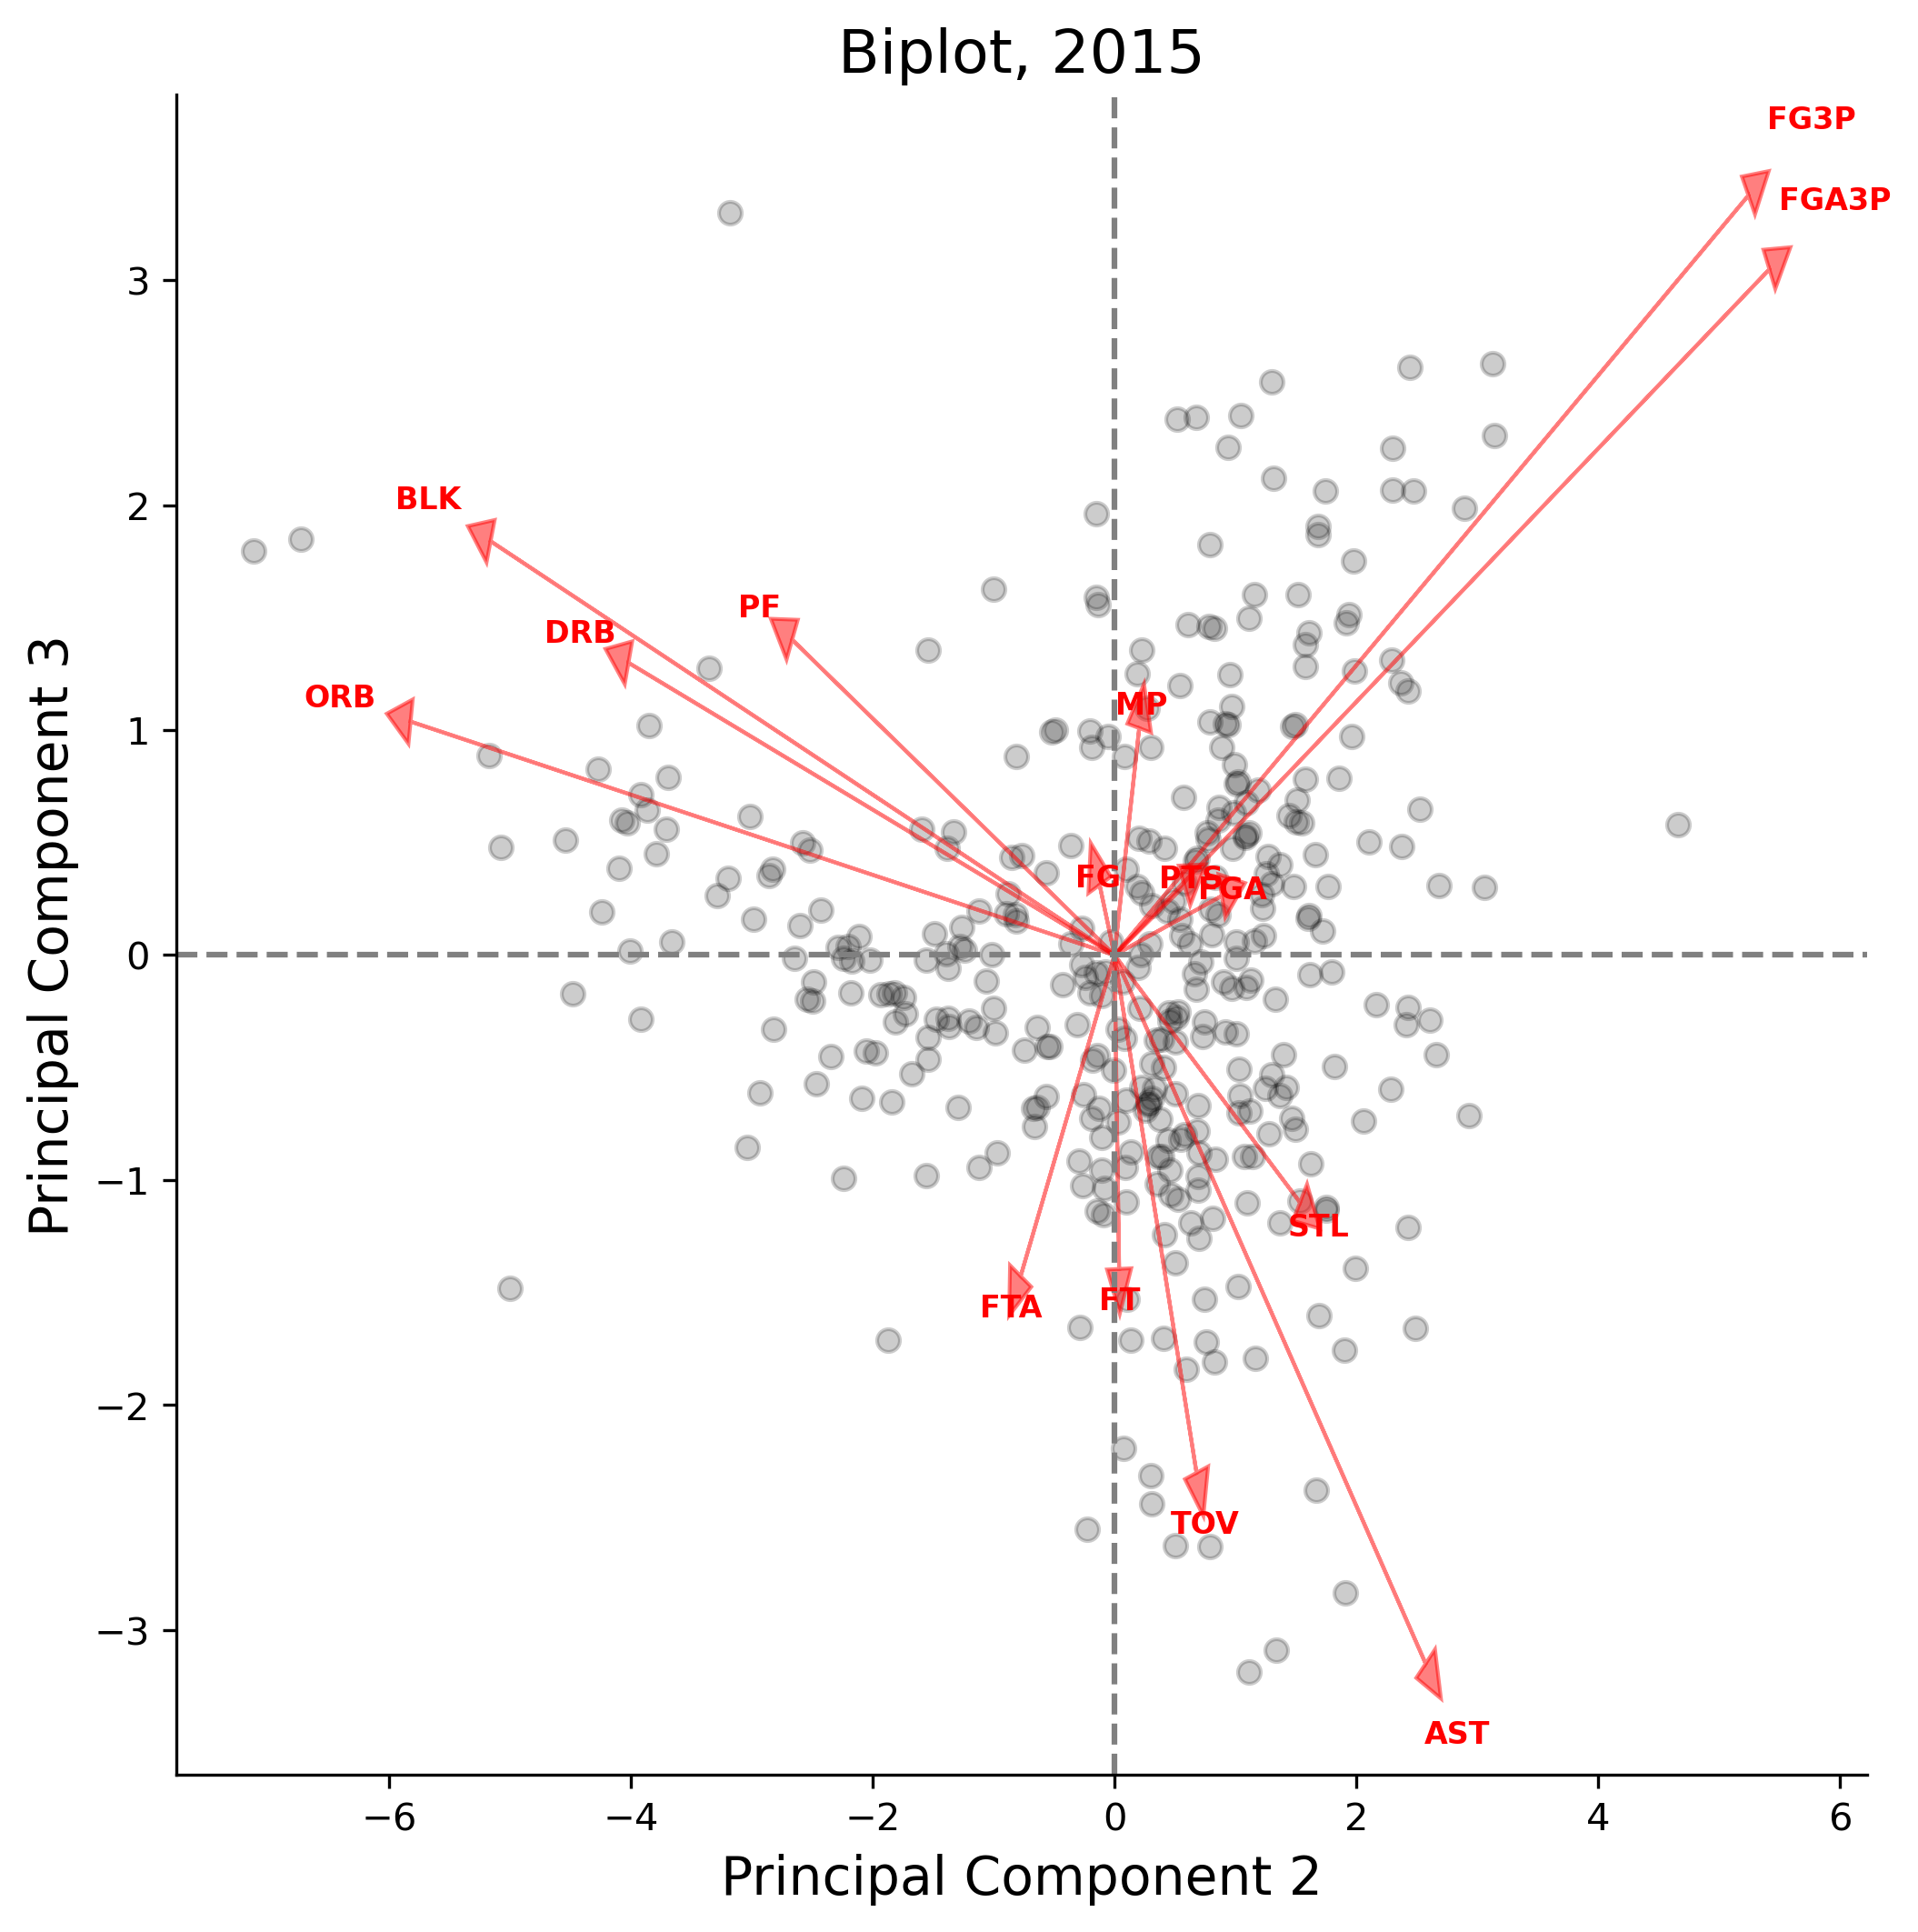 Biplot, 2015
FG3P
FGA3P
BLK
PF
DRB
ORB
MP
FG
PTS
FGA
STL
FTA
FT
TOV
AST
3
2
1
0
−1
−2
−3
−6
−4
−2
0
2
4
6
Principal Component 3
Principal Component 2